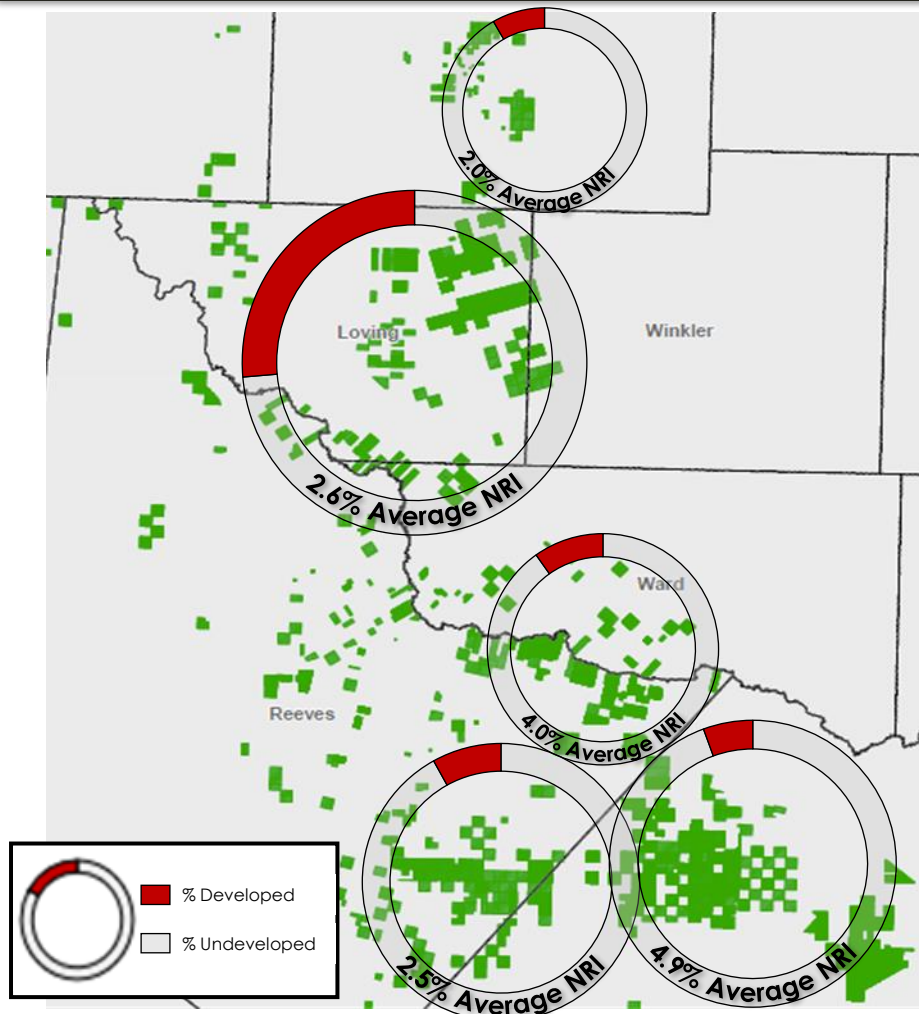 2.0% Average NRI
Loving
Winkler
2.6% Average NRI
Ward
4.0% Average NRI
Reeves
2.5% Average NRI
4.9% Average NRI
% Developed
% Undeveloped